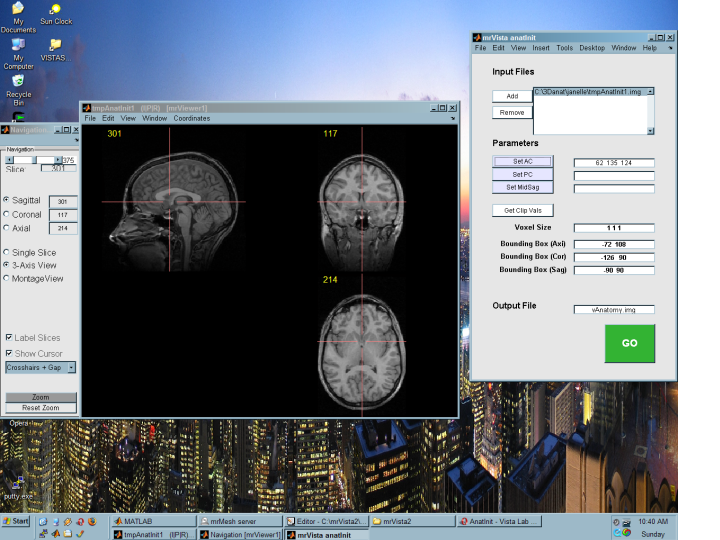 My
Documents
Sun Clock
My
Computer
VISTAS...
Recycle
Bin
Navigation
Navigation
375
Slice:
301
Sagittal
301
Coronal
117
Axial
214
Single Slice
3-Axis View
MontageView
Label Slices
Show Cursor
Crosshairs + Gap
Zoom
Reset Zoom
tmpAnatInit1 (I|P|R) [mrViewer1]
File Edit View Window Coordinates
301
117
214
mrVista anatInit
File Edit View Insert Tools Desktop Window Help
Input Files
Add
Remove
C:\3Danat\janelle\tmpAnatInit1.img
Parameters
Set AC
62 135 124
Set PC
Set MidSag
Get Clip Vals
Voxel Size
1 1 1
Bounding Box (Axi)
-72 108
Bounding Box (Cor)
-126 90
Bounding Box (Sag)
-90 90
Output File
vAnatomy.img
GO
Opera
putty.exe
Start
MATLAB
mrMesh server
Editor - C:\mrVista2\...
mrVista2
AnatInit - Vista Lab ...
10:40 AM
tmpAnatInit1 (I|P|R) ...
Navigation [mrViewer1]
mrVista anatInit
Sunday